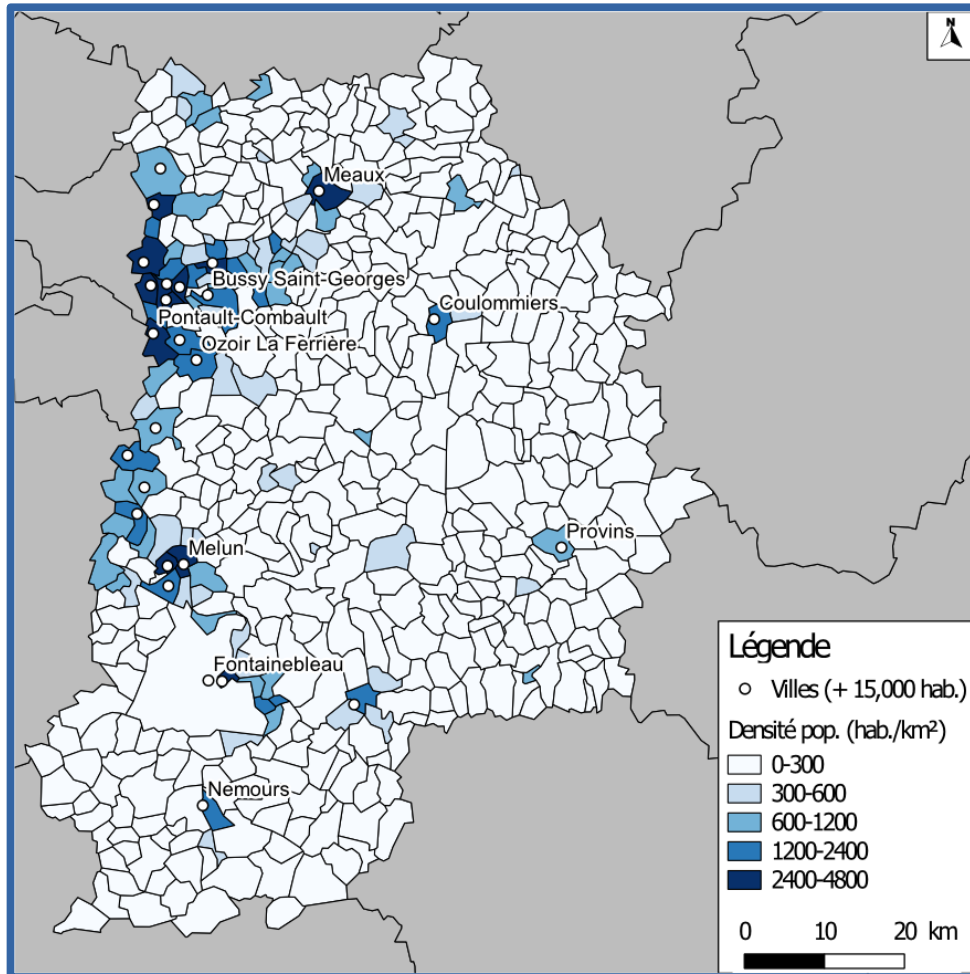 N
Meaux
Bussy Saint-Georges
Coulommiers
Pontault-Combault
Ozoir La Ferrière
Provins
Melun
Fontainebleau
Nemours
Légende
Villes (+ 15,000 hab.)
Densité pop. (hab./km²)
0-300
300-600
600-1200
1200-2400
2400-4800
0 10 20 km